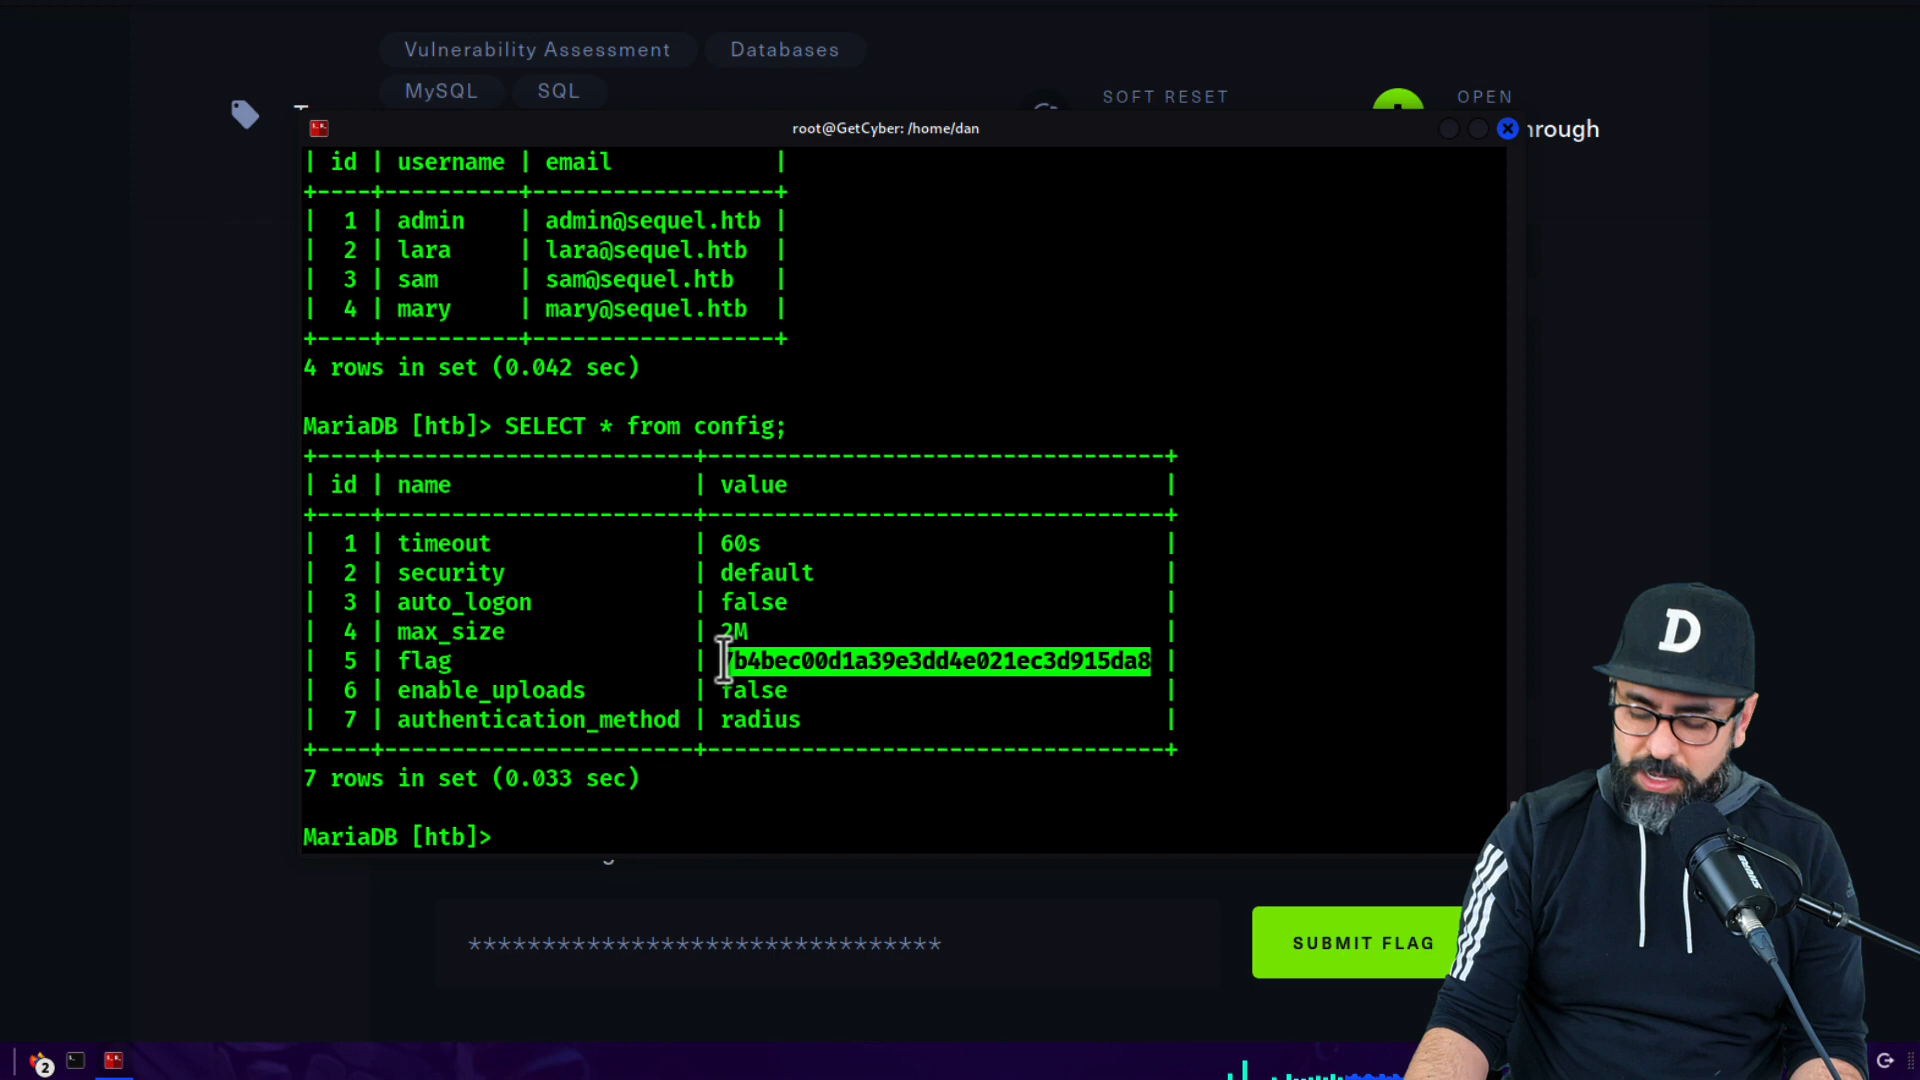 Vulnerability Assessment
Databases
MySQL
SQL
SOFT RESET
OPEN
root@GetCyber: /home/dan
hrough
| id | username | email |
+----+----------+------------------+
| 1 | admin | admin@sequel.htb |
| 2 | lara | lara@sequel.htb |
| 3 | sam | sam@sequel.htb |
| 4 | mary | mary@sequel.htb |
+----+----------+------------------+
4 rows in set (0.042 sec)
MariaDB [htb]> SELECT * from config;
+----+-----------------------+----------------------------------+
| id | name | value |
+----+-----------------------+----------------------------------+
| 1 | timeout | 60s
| 2 | security | default |
| 3 | auto_logon | false |
| 4 | max_size | 2M |
| 5 | flag | 7b4bec00d1a39e3dd4e021ec3d915da8 |
| 6 | enable_uploads | false |
| 7 | authentication_method | radius |
+----+-----------------------+----------------------------------+
7 rows in set (0.033 sec)
MariaDB [htb]>
********************************
SUBMIT FLAG
D
SHURE
2